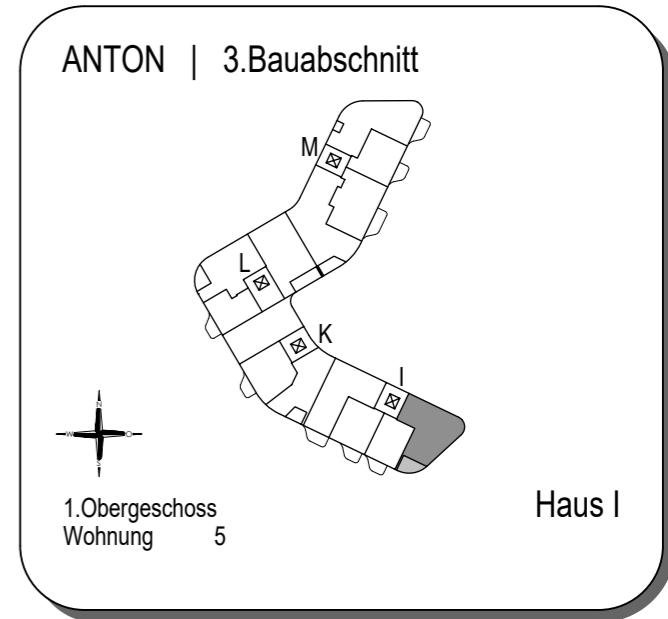 ANTON | 3.Bauabschnitt
M
L
K
I
N
W O
S
1.Obergeschoss
Wohnung 5
Haus I